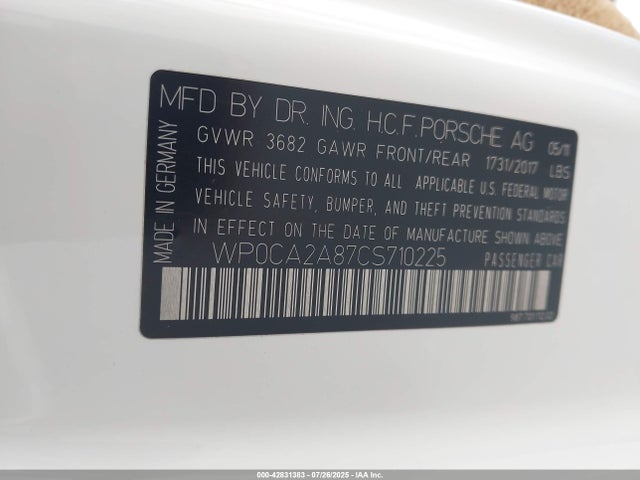 MFD BY DR. ING. H.C.F. PORSCHE AG 05/11
GVWR 3682 GAWR FRONT/REAR 1731/2017 LBS
THIS VEHICLE CONFORMS TO ALL APPLICABLE U.S. FEDERAL MOTOR
VEHICLE SAFETY, BUMPER, AND THEFT PREVENTION STANDARDS
IN EFFECT ON THE DATE OF MANUFACTURE SHOWN ABOVE.
WP0CA2A87CS710225 PASSENGER CAR
MADE IN GERMANY
000-42831383 | 07/26/2025 | IAA Inc.